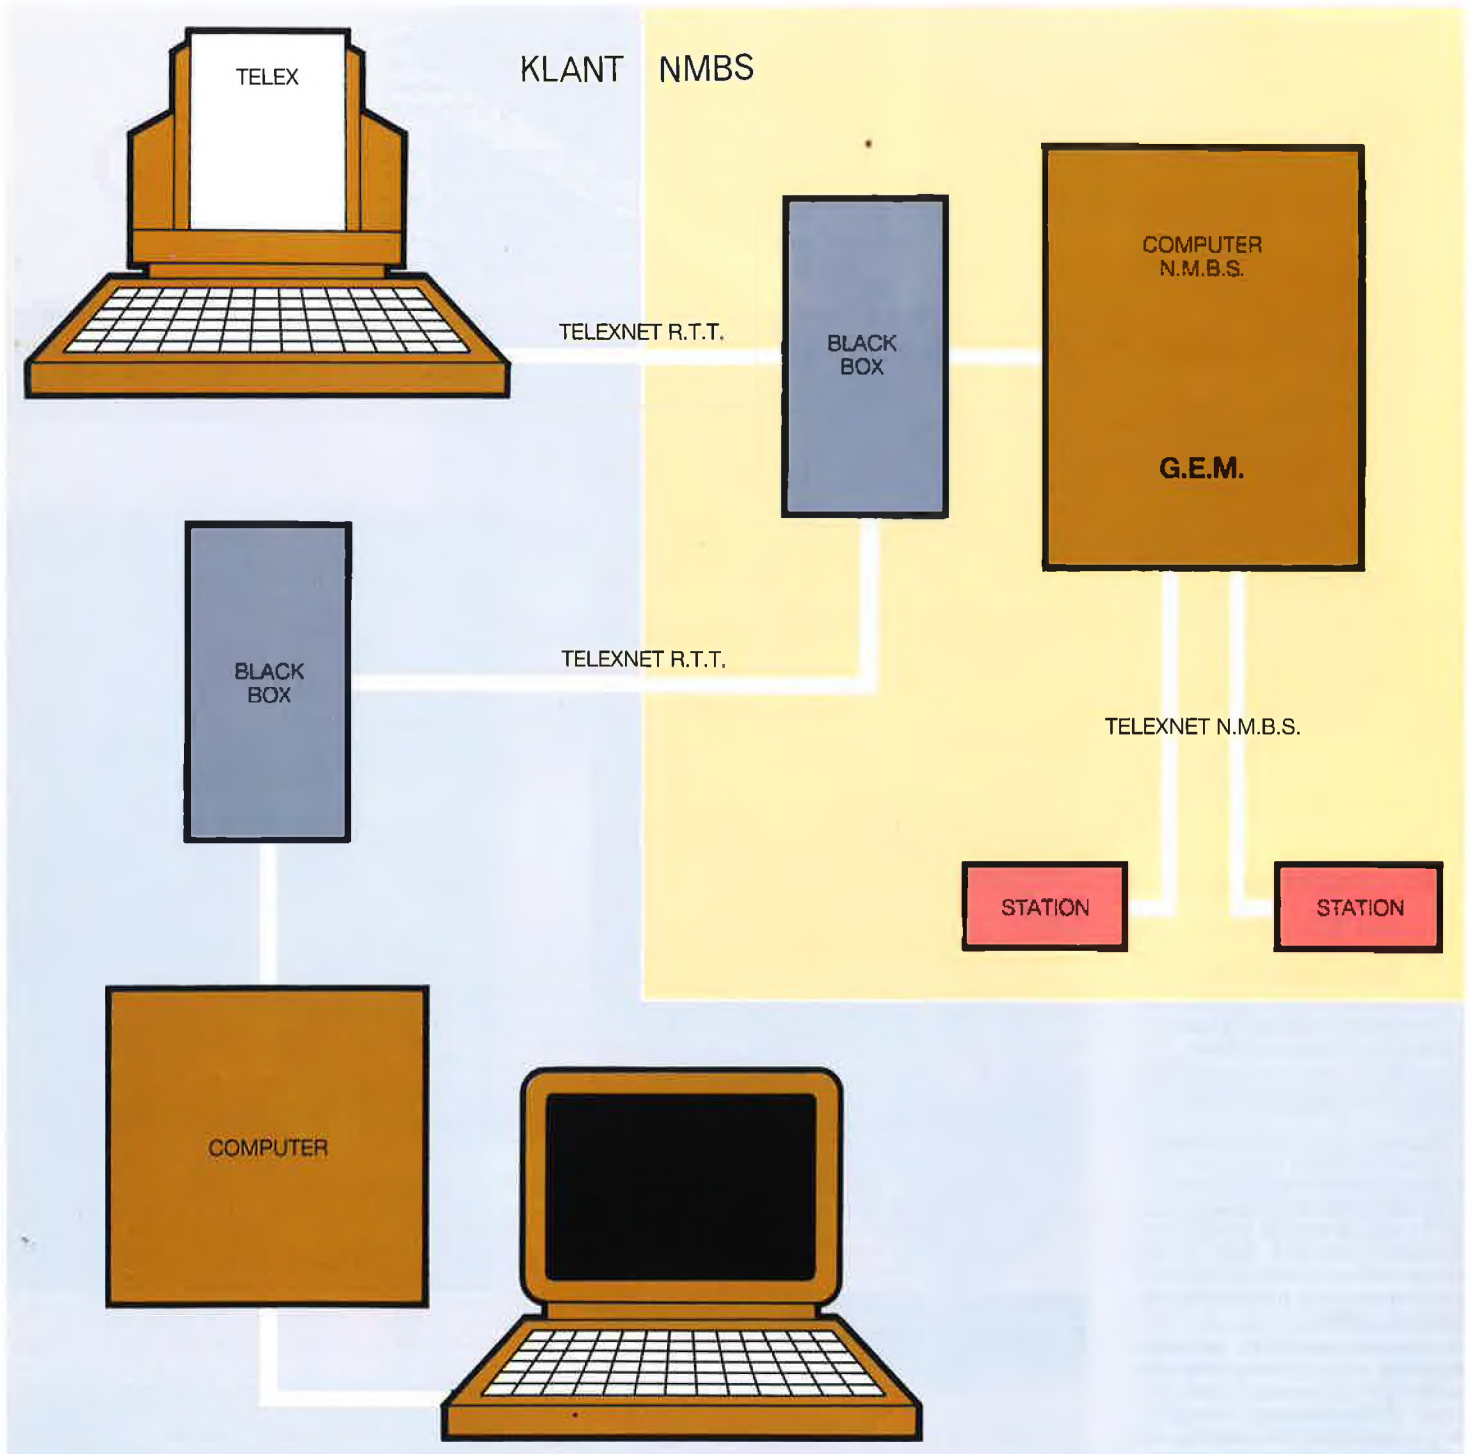 KLANT NMBS
TELEX
COMPUTER
N.M.B.S.
G.E.M.
TELEXNET R.T.T.
BLACK
BOX
BLACK
BOX
TELEXNET R.T.T.
TELEXNET N.M.B.S.
STATION
STATION
COMPUTER